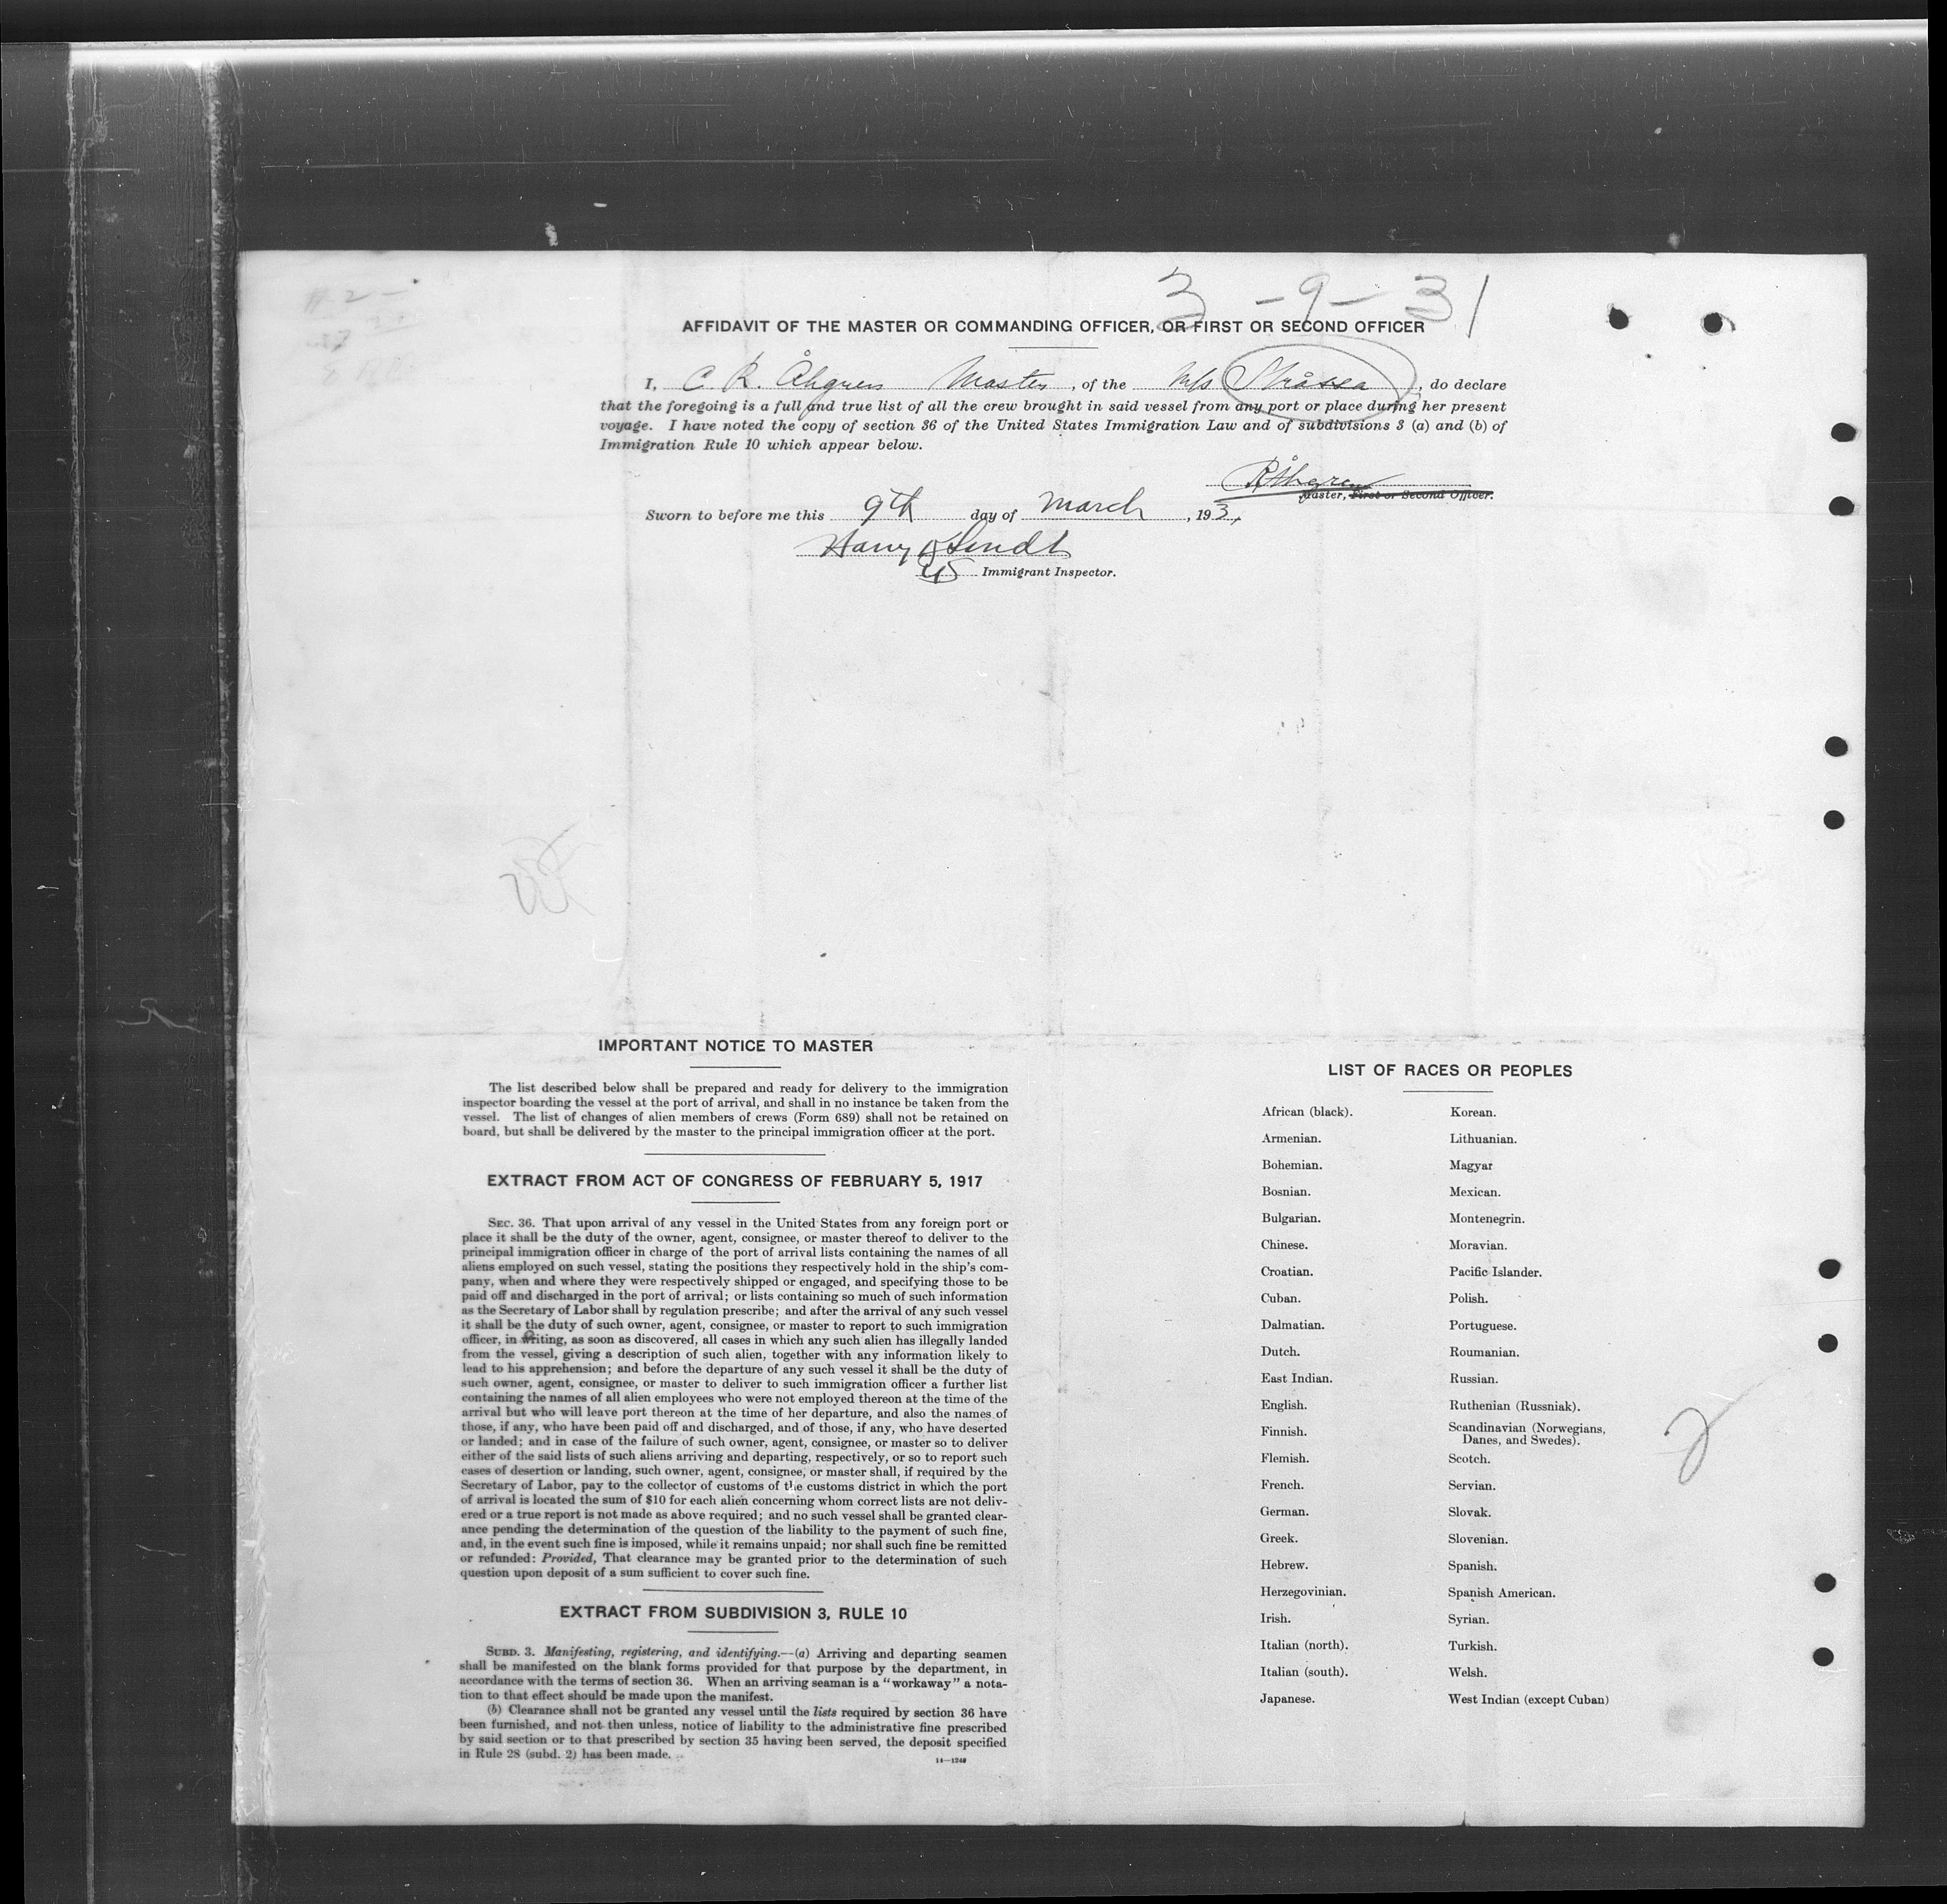 3 - 9 - 31
AFFIDAVIT OF THE MASTER OR COMMANDING OFFICER, OR FIRST OR SECOND OFFICER
I, C. R. Åhgren Master, of the M/s Stråssa, do declare
that the foregoing is a full and true list of all the crew brought in said vessel from any port or place during her present
voyage. I have noted the copy of section 36 of the United States Immigration Law and of subdivisions 3 (a) and (b) of
Immigration Rule 10 which appear below.
RÅhgren
Master, First or Second Officer.
Sworn to before me this 9th day of March, 1931
Harry
US Immigrant Inspector.
IMPORTANT NOTICE TO MASTER
The list described below shall be prepared and ready for delivery to the immigration
inspector boarding the vessel at the port of arrival, and shall in no instance be taken from the
vessel. The list of changes of alien members of crews (Form 689) shall not be retained on
board, but shall be delivered by the master to the principal immigration officer at the port.
EXTRACT FROM ACT OF CONGRESS OF FEBRUARY 5, 1917
SEC. 36. That upon arrival of any vessel in the United States from any foreign port or
place it shall be the duty of the owner, agent, consignee, or master thereof to deliver to the
principal immigration officer in charge of the port of arrival lists containing the names of all
aliens employed on such vessel, stating the positions they respectively hold in the ship's com-
pany, when and where they were respectively shipped or engaged, and specifying those to be
paid off and discharged in the port of arrival; or lists containing so much of such information
as the Secretary of Labor shall by regulation prescribe; and after the arrival of any such vessel
it shall be the duty of such owner, agent, consignee, or master to report to such immigration
officer, in writing, as soon as discovered, all cases in which any such alien has illegally landed
from the vessel, giving a description of such alien, together with any information likely to
lead to his apprehension; and before the departure of any such vessel it shall be the duty of
such owner, agent, consignee, or master to deliver to such immigration officer a further list
containing the names of all alien employees who were not employed thereon at the time of the
arrival but who will leave port thereon at the time of her departure, and also the names of
those, if any, who have been paid off and discharged, and of those, if any, who have deserted
or landed; and in case of the failure of such owner, agent, consignee, or master so to deliver
either of the said lists of such aliens arriving and departing, respectively, or so to report such
cases of desertion or landing, such owner, agent, consignee, or master shall, if required by the
Secretary of Labor, pay to the collector of customs of the customs district in which the port
of arrival is located the sum of $10 for each alien concerning whom correct lists are not deliv-
ered or a true report is not made as above required; and no such vessel shall be granted clear-
ance pending the determination of the question of the liability to the payment of such fine,
and, in the event such fine is imposed, while it remains unpaid; nor shall such fine be remitted
or refunded: Provided, That clearance may be granted prior to the determination of such
question upon deposit of a sum sufficient to cover such fine.
EXTRACT FROM SUBDIVISION 3, RULE 10
SUBD. 3. Manifesting, registering, and identifying.—(a) Arriving and departing seamen
shall be manifested on the blank forms provided for that purpose by the department, in
accordance with the terms of section 36. When an arriving seaman is a "workaway" a nota-
tion to that effect should be made upon the manifest.
(b) Clearance shall not be granted any vessel until the lists required by section 36 have
been furnished, and not then unless, notice of liability to the administrative fine prescribed
by said section or to that prescribed by section 35 having been served, the deposit specified
in Rule 28 (subd. 2) has been made.
14—1240
LIST OF RACES OR PEOPLES
African (black).
Armenian.
Bohemian.
Bosnian.
Bulgarian.
Chinese.
Croatian.
Cuban.
Dalmatian.
Dutch.
East Indian.
English.
Finnish.
Flemish.
French.
German.
Greek.
Hebrew.
Herzegovinian.
Irish.
Italian (north).
Italian (south).
Japanese.
Korean.
Lithuanian.
Magyar
Mexican.
Montenegrin.
Moravian.
Pacific Islander.
Polish.
Portuguese.
Roumanian.
Russian.
Ruthenian (Russniak).
Scandinavian (Norwegians,
Danes, and Swedes).
Scotch.
Servian.
Slovak.
Slovenian.
Spanish.
Spanish American.
Syrian.
Turkish.
Welsh.
West Indian (except Cuban)
2